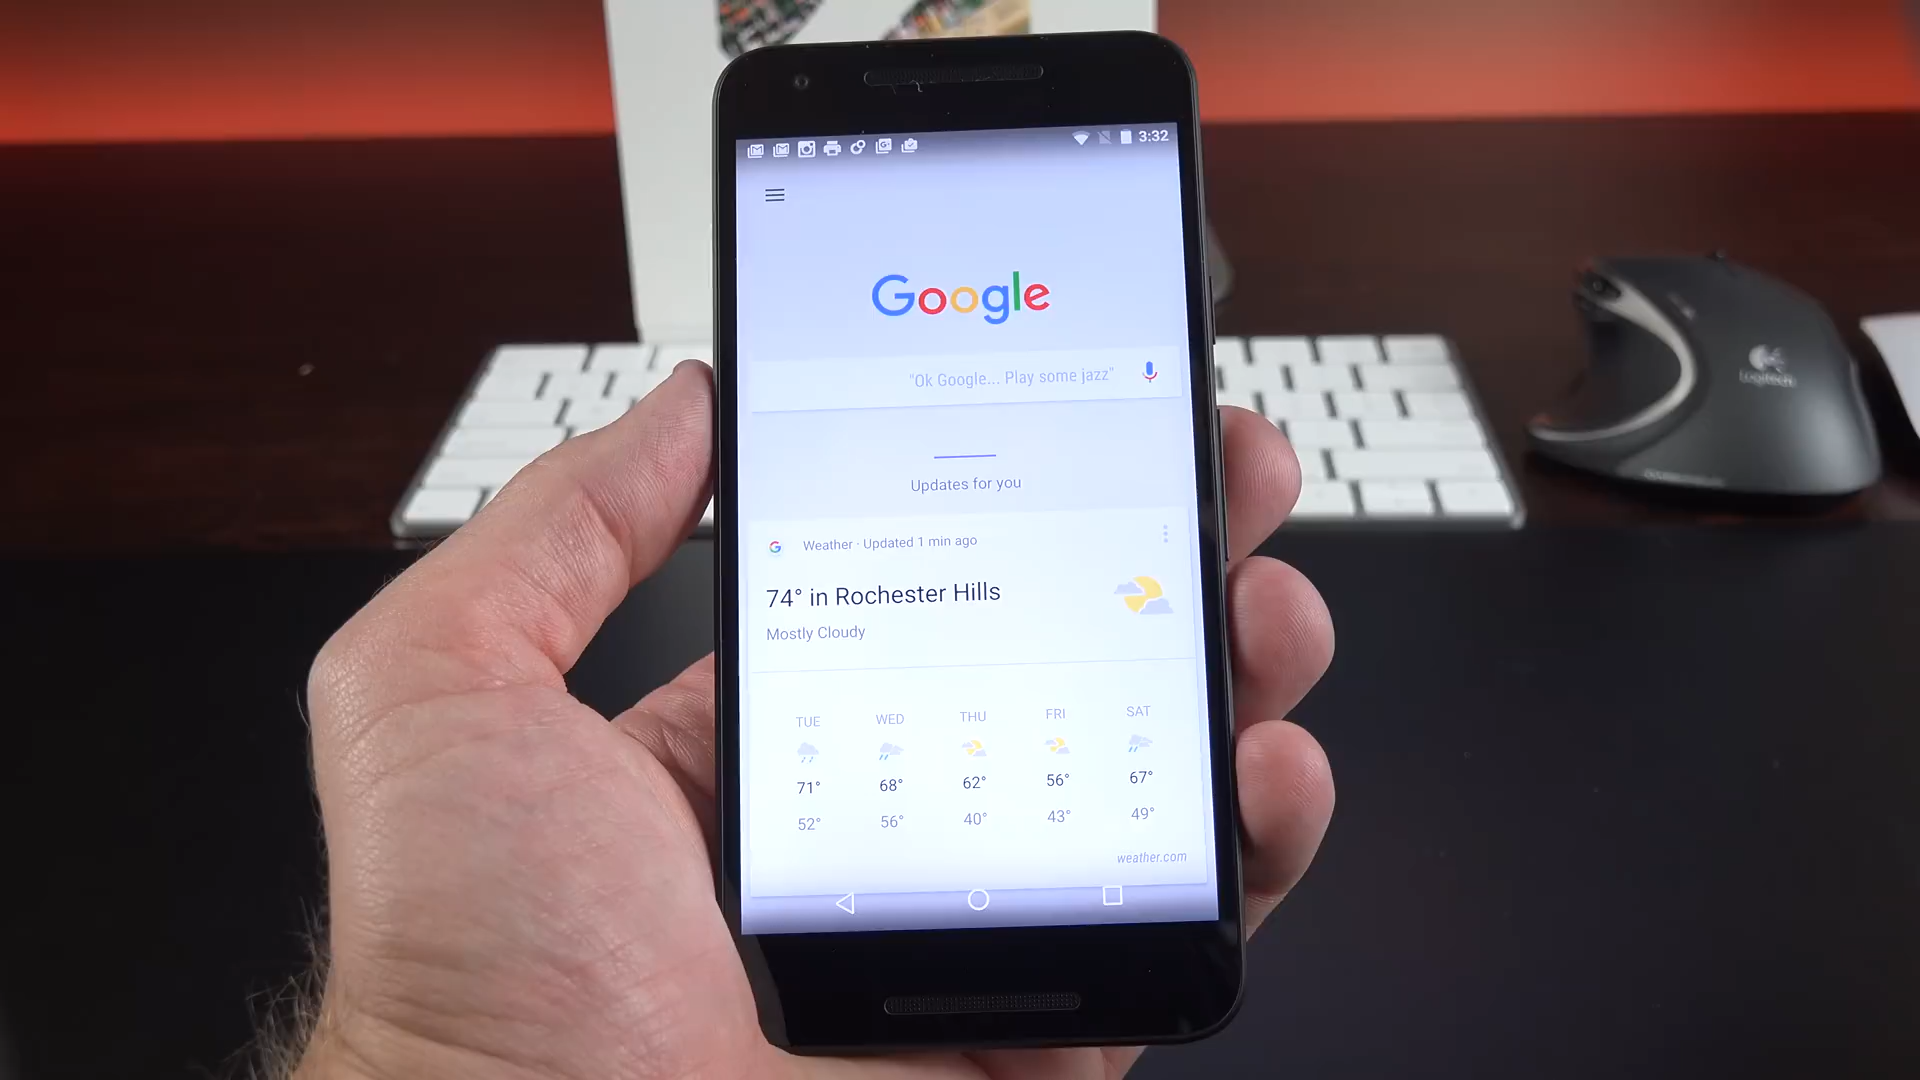 3:32
Google
"Ok Google... Play some jazz"
Updates for you
Weather · Updated 1 min ago
74° in Rochester Hills
Mostly Cloudy
TUE WED THU FRI SAT
71° 68° 62° 56° 67°
52° 56° 40° 43° 49°
weather.com
Logitech